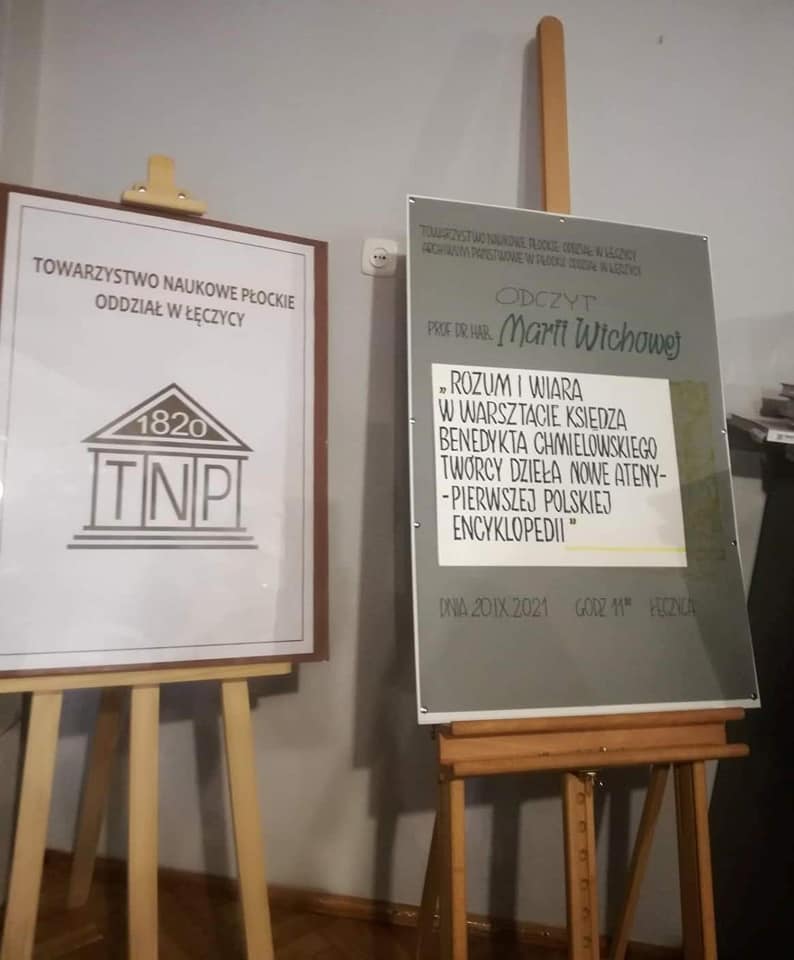 TOWARZYSTWO NAUKOWE PŁOCKIE
ODDZIAŁ W ŁĘCZYCY
1820
TNP
TOWARZYSTWO NAUKOWE PŁOCKIE ODDZIAŁ W ŁĘCZYCY
ARCHIWUM PAŃSTWOWE W PŁOCKU ODDZIAŁ W ŁĘCZYCY
ODCZYT
PROF. DR HAB. Marii Wichowej
„ROZUM I WIARA
W WARSZTACIE KSIĘDZA
BENEDYKTA CHMIELOWSKIEGO
TWÓRCY DZIEŁA NOWE ATENY-
-PIERWSZEJ POLSKIEJ
ENCYKLOPEDII”
DNIA 20.IX.2021 GODZ 11⁰⁰ ŁĘCZYCA